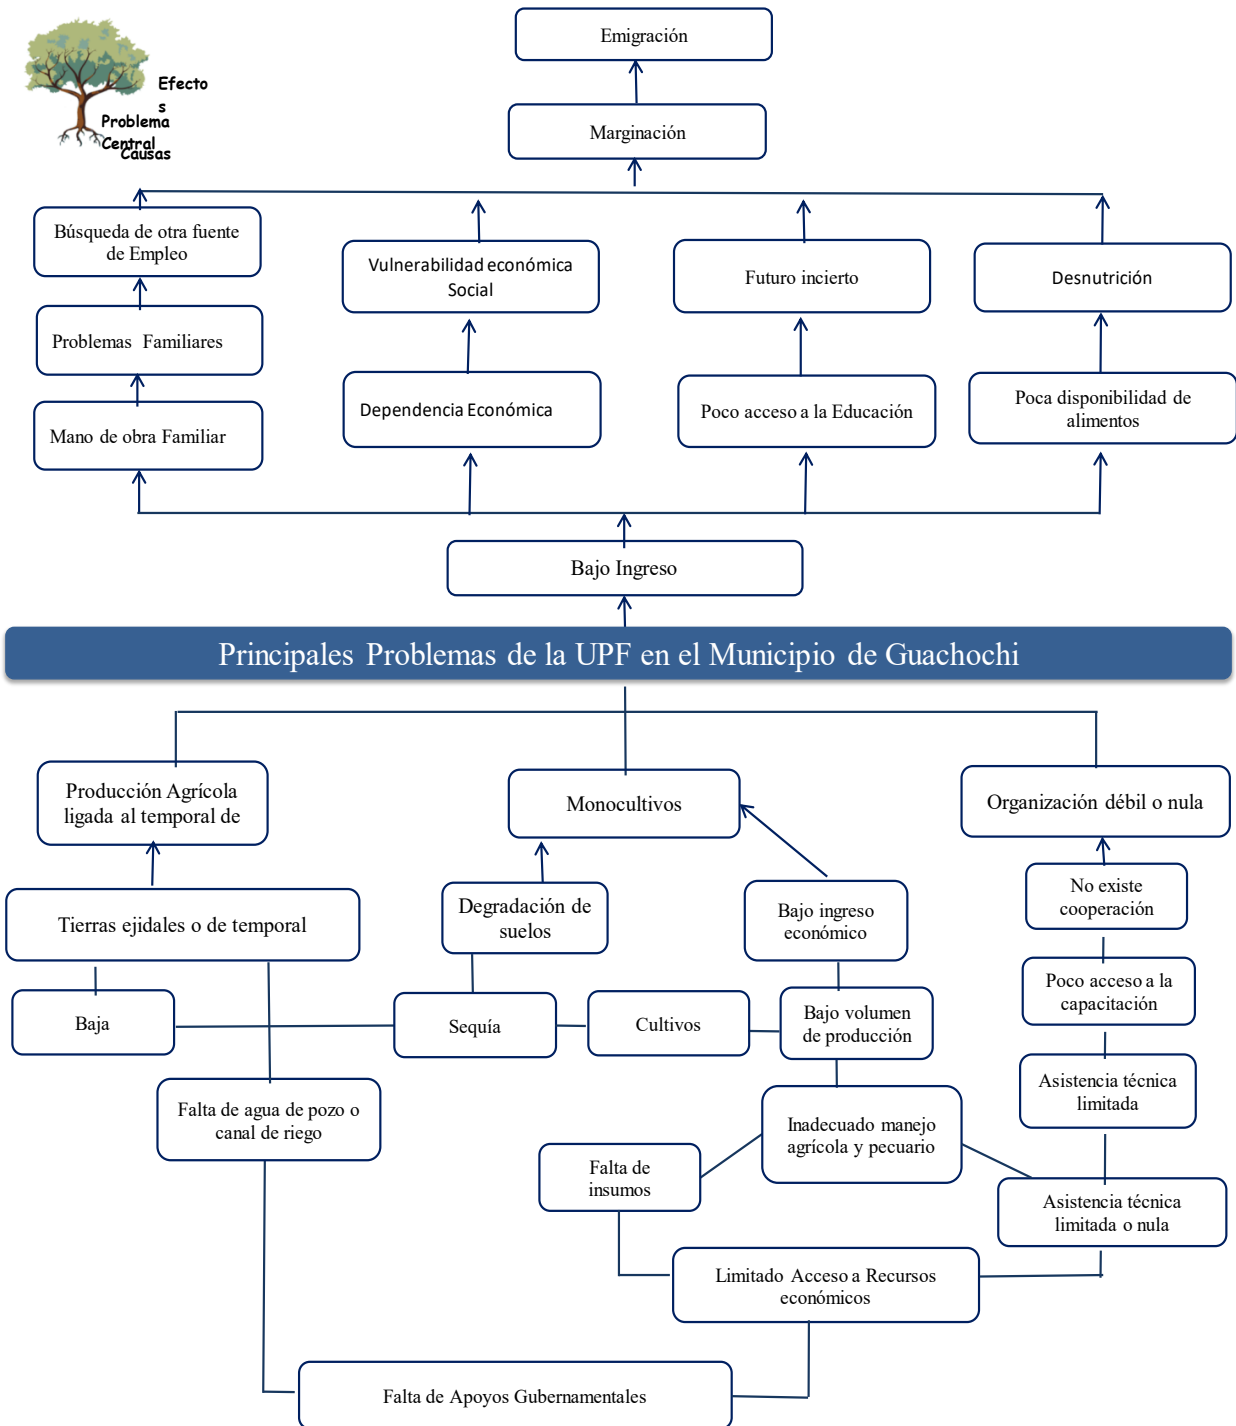 Emigración
Efecto
s
Problema
Central
Causas
Marginación
Búsqueda de otra fuente
de Empleo
Vulnerabilidad económica
Social
Futuro incierto
Desnutrición
Problemas Familiares
Mano de obra Familiar
Dependencia Económica
Poco acceso a la Educación
Poca disponibilidad de
alimentos
Bajo Ingreso
Principales Problemas de la UPF en el Municipio de Guachochi
Producción Agrícola
ligada al temporal de
Monocultivos
Organización débil o nula
Tierras ejidales o de temporal
Degradación de
suelos
Bajo ingreso
económico
No existe
cooperación
Baja
Sequía
Cultivos
Bajo volumen
de producción
Poco acceso a la
capacitación
Falta de agua de pozo o
canal de riego
Inadecuado manejo
agrícola y pecuario
Asistencia técnica
limitada
Falta de
insumos
Asistencia técnica
limitada o nula
Limitado Acceso a Recursos
económicos
Falta de Apoyos Gubernamentales